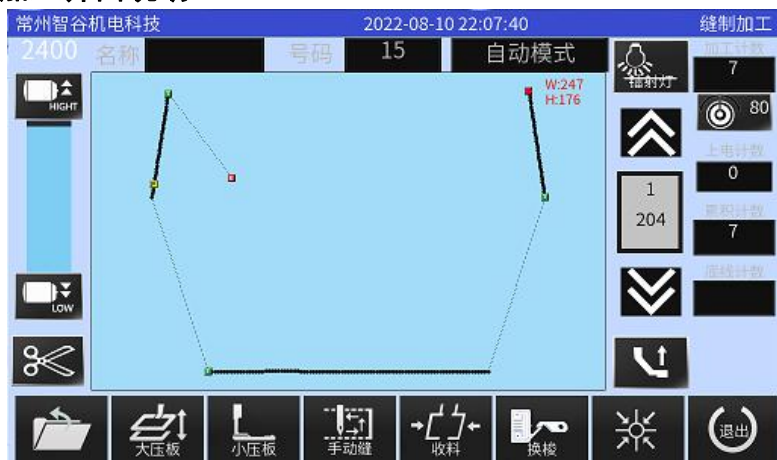 常州智谷机电科技 2022-08-10 22:07:40 缝制加工
2400 名称 号码 15 自动模式 加工计数
7
HIGHT
W:247
H:176
镭射灯
80
上电计数
0
1
204
累积计数
7
底线计数
LOW
大压板 小压板 手动缝 收料 换梭 退出